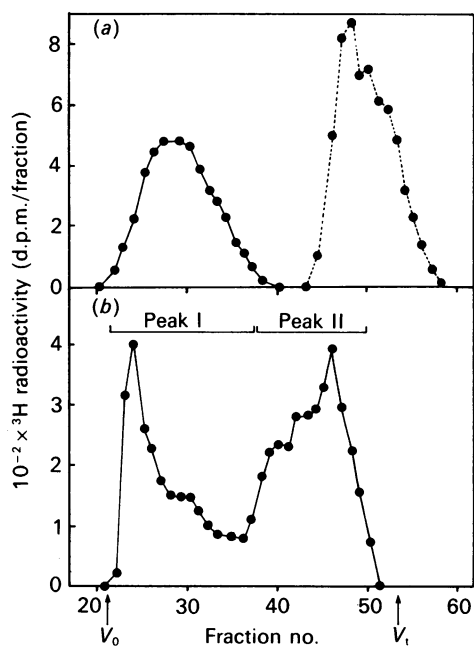 (a)
8
6
4
2
0
(b)
Peak I
Peak II
4
3
2
1
0
10⁻² × ³H radioactivity (d.p.m./fraction)
20
30
40
50
60
V₀
Fraction no.
Vₜ